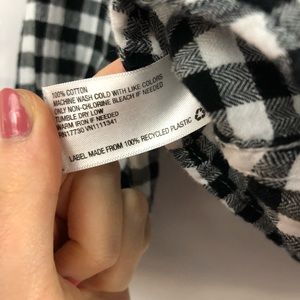 100% COTTON
MACHINE WASH COLD WITH LIKE COLORS
ONLY NON-CHLORINE BLEACH IF NEEDED
TUMBLE DRY LOW
WARM IRON IF NEEDED
RN17730 VN1111341
LABEL MADE FROM 100% RECYCLED PLASTIC